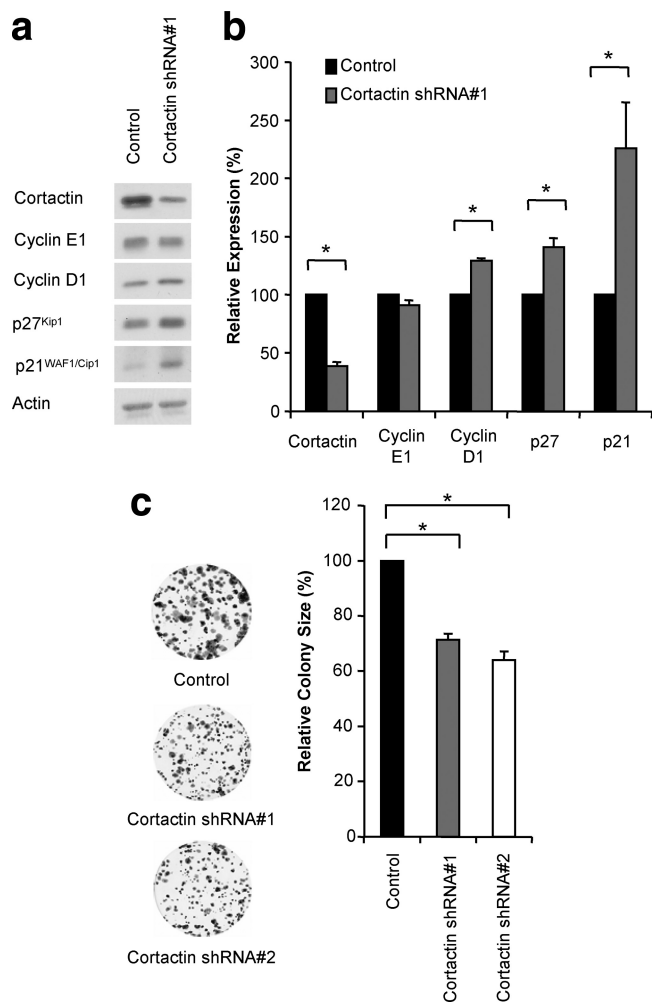 a
Control
Cortactin shRNA#1
Cortactin
Cyclin E1
Cyclin D1
p27Kip1
p21WAF1/Cip1
Actin
b
Relative Expression (%)
300
250
200
150
100
50
0
Control
Cortactin shRNA#1
*
*
*
*
Cortactin
Cyclin
E1
Cyclin
D1
p27
p21
c
Control
Cortactin shRNA#1
Cortactin shRNA#2
Relative Colony Size (%)
120
100
80
60
40
20
0
*
*
Control
Cortactin shRNA#1
Cortactin shRNA#2